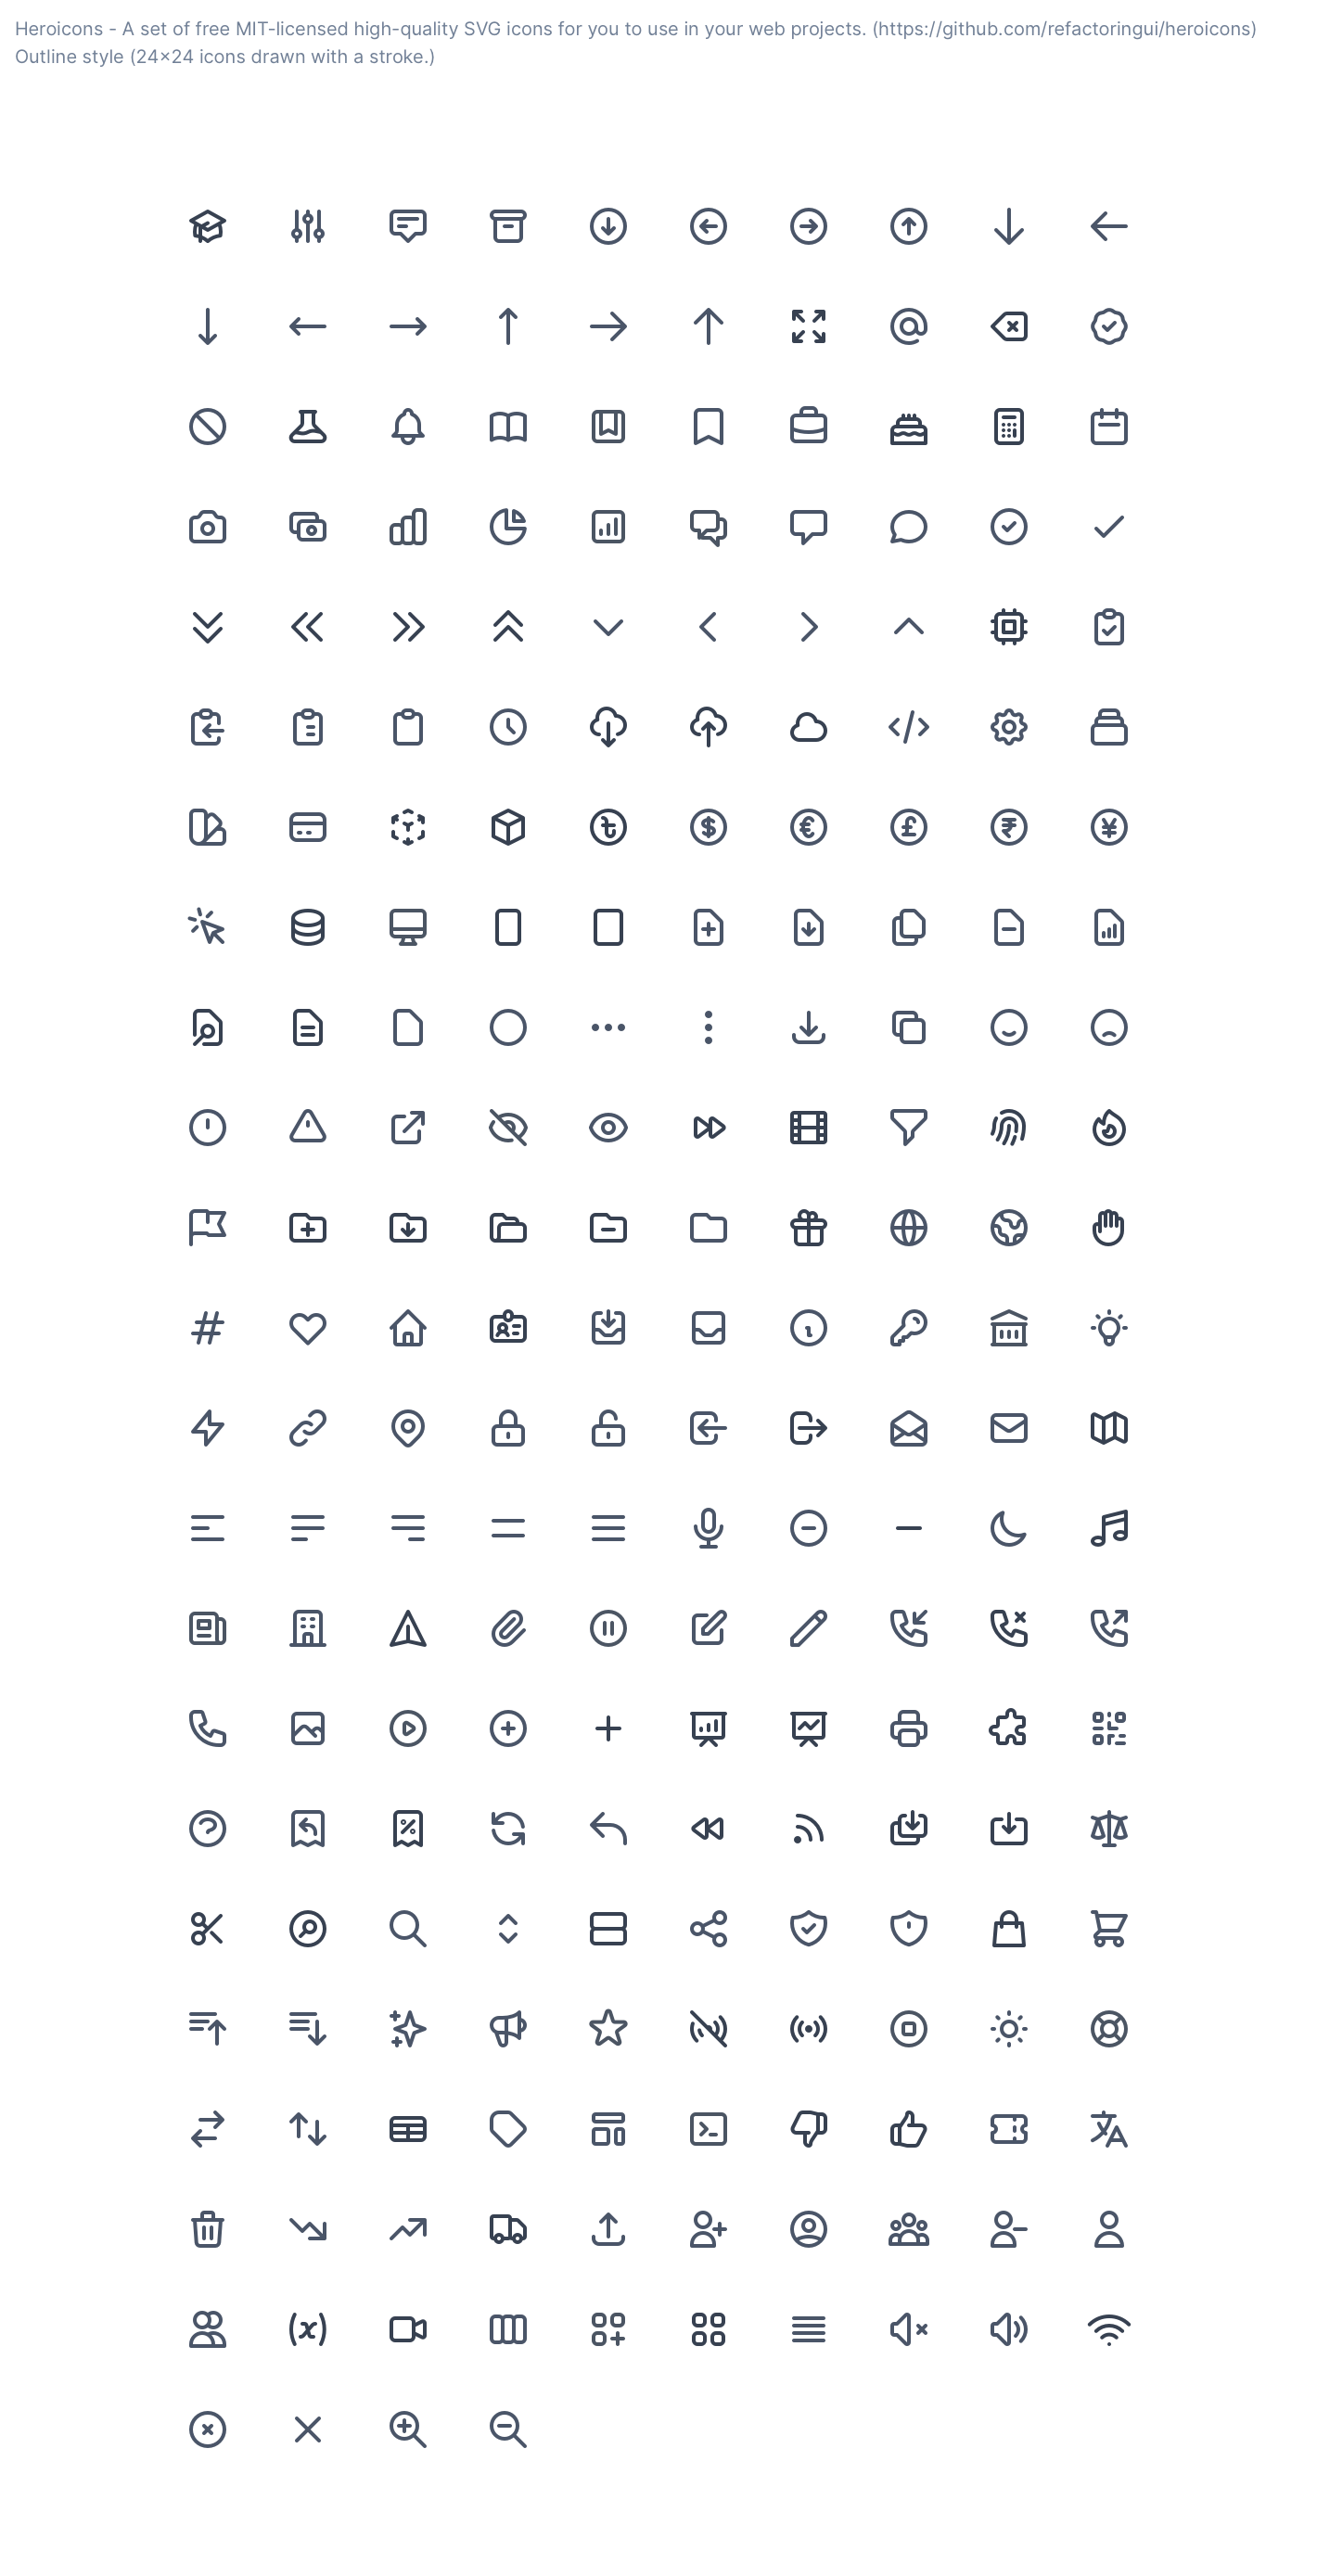 Heroicons - A set of free MIT-licensed high-quality SVG icons for you to use in your web projects. (https://github.com/refactoringui/heroicons)
Outline style (24×24 icons drawn with a stroke.)